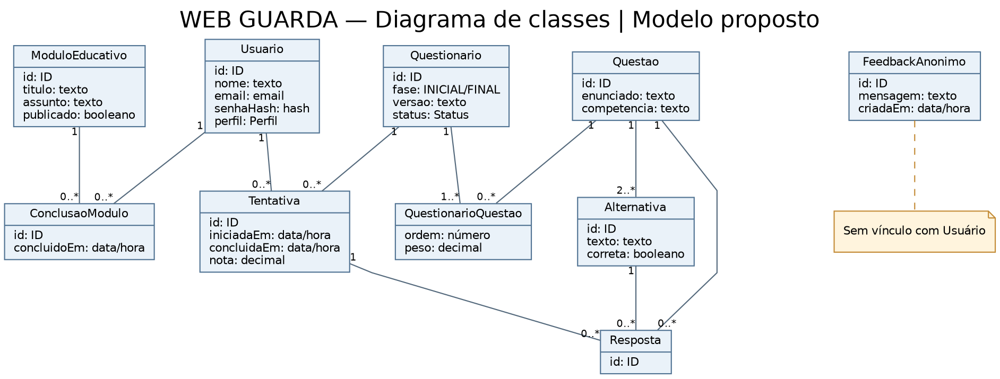 WEB GUARDA — Diagrama de classes | Modelo proposto
ModuloEducativo
id: ID
titulo: texto
assunto: texto
publicado: booleano
Usuario
id: ID
nome: texto
email: email
senhaHash: hash
perfil: Perfil
Questionario
id: ID
fase: INICIAL/FINAL
versao: texto
status: Status
Questao
id: ID
enunciado: texto
competencia: texto
FeedbackAnonimo
id: ID
mensagem: texto
criadaEm: data/hora
1
1
1
1
1
1
1
1
0..*
0..*
0..*
0..*
1..*
0..*
2..*
ConclusaoModulo
id: ID
concluidoEm: data/hora
Tentativa
id: ID
iniciadaEm: data/hora
concluidaEm: data/hora
nota: decimal
QuestionarioQuestao
ordem: número
peso: decimal
Alternativa
id: ID
texto: texto
correta: booleano
Sem vínculo com Usuário
1
1
0..*
0..*
0..*
Resposta
id: ID